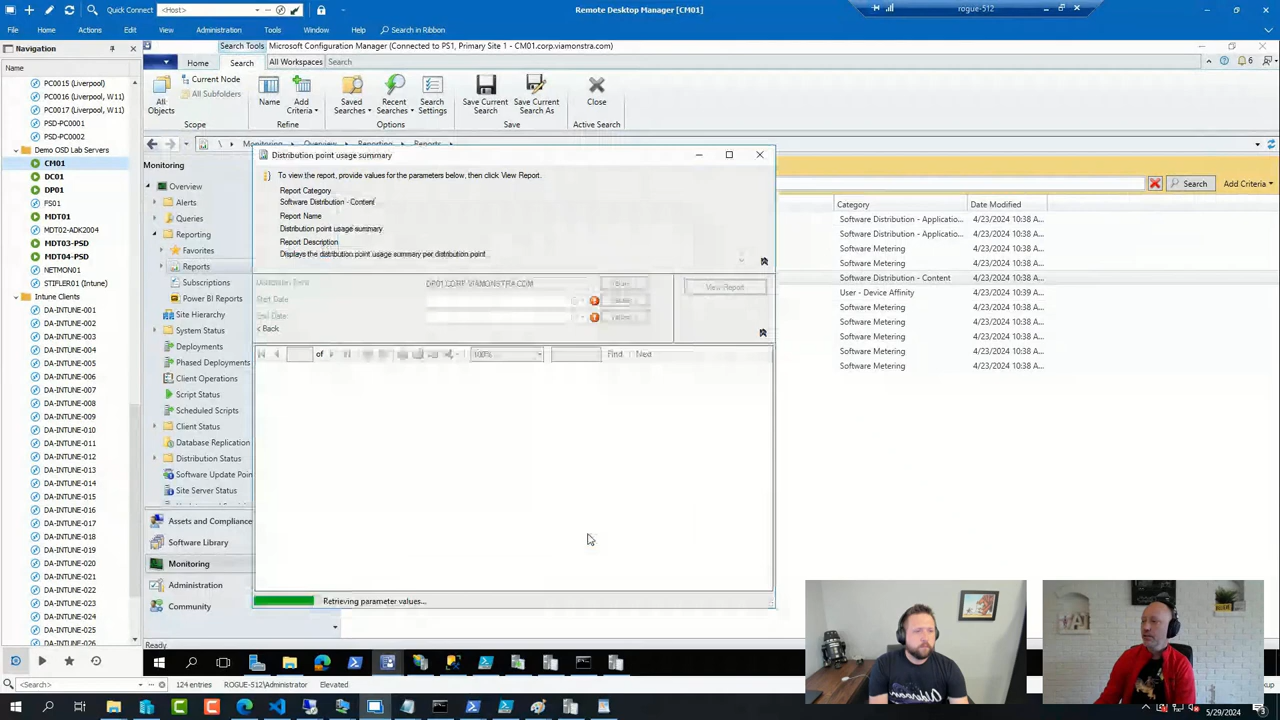 Quick Connect
<Host>
Remote Desktop Manager [CM01]
rogue-512
File
Home
Actions
Edit
View
Administration
Tools
Window
Help
Search in Ribbon
Navigation
Name
PC0015 (Liverpool)
PC0016 (Liverpool, W11)
PC0017 (Liverpool, W11)
PSD-PC0001
PSD-PC0002
Demo OSD Lab Servers
CM01
DC01
DP01
FS01
MDT01
MDT02-ADK2004
MDT03-PSD
MDT04-PSD
NETMON01
STIFLER01 (Intune)
Intune Clients
DA-INTUNE-001
DA-INTUNE-002
DA-INTUNE-003
DA-INTUNE-004
DA-INTUNE-005
DA-INTUNE-006
DA-INTUNE-007
DA-INTUNE-008
DA-INTUNE-009
DA-INTUNE-010
DA-INTUNE-011
DA-INTUNE-012
DA-INTUNE-013
DA-INTUNE-014
DA-INTUNE-015
DA-INTUNE-016
DA-INTUNE-017
DA-INTUNE-018
DA-INTUNE-019
DA-INTUNE-020
DA-INTUNE-021
DA-INTUNE-022
DA-INTUNE-023
DA-INTUNE-024
DA-INTUNE-025
DA-INTUNE-026
<Search>
Search Tools
Microsoft Configuration Manager (Connected to PS1, Primary Site 1 - CM01.corp.viamonstra.com)
Home
Search
All Workspaces
Search
6
All Objects
Current Node
All Subfolders
Scope
Name
Add Criteria
Refine
Saved Searches
Recent Searches
Search Settings
Options
Save Current Search
Save Current Search As
Save
Close
Active Search
\ Monitoring Overview Reporting Reports
Monitoring
Overview
Alerts
Queries
Reporting
Favorites
Reports
Subscriptions
Power BI Reports
Site Hierarchy
System Status
Deployments
Phased Deployments
Client Operations
Script Status
Scheduled Scripts
Client Status
Database Replication
Distribution Status
Software Update Poin
Site Server Status
Assets and Compliance
Software Library
Monitoring
Administration
Community
Ready
Distribution point usage summary
To view the report, provide values for the parameters below, then click View Report.
Report Category
Software Distribution - Content
Report Name
Distribution point usage summary
Report Description
Displays the distribution point usage summary per distribution point
DP01.CORP.VIAMONSTRA.COM
Start Date
End Date
View Report
< Back
of
100%
Find
Next
Retrieving parameter values...
Search
Add Criteria
Category
Date Modified
Software Distribution - Applicatio...
4/23/2024 10:38 A...
Software Distribution - Applicatio...
4/23/2024 10:38 A...
Software Metering
4/23/2024 10:38 A...
Software Metering
4/23/2024 10:38 A...
Software Distribution - Content
4/23/2024 10:38 A...
User - Device Affinity
4/23/2024 10:39 A...
Software Metering
4/23/2024 10:38 A...
Software Metering
4/23/2024 10:38 A...
Software Metering
4/23/2024 10:38 A...
Software Metering
4/23/2024 10:38 A...
Software Metering
4/23/2024 10:38 A...
124 entries
ROGUE-512\Administrator
Elevated
5/29/2024